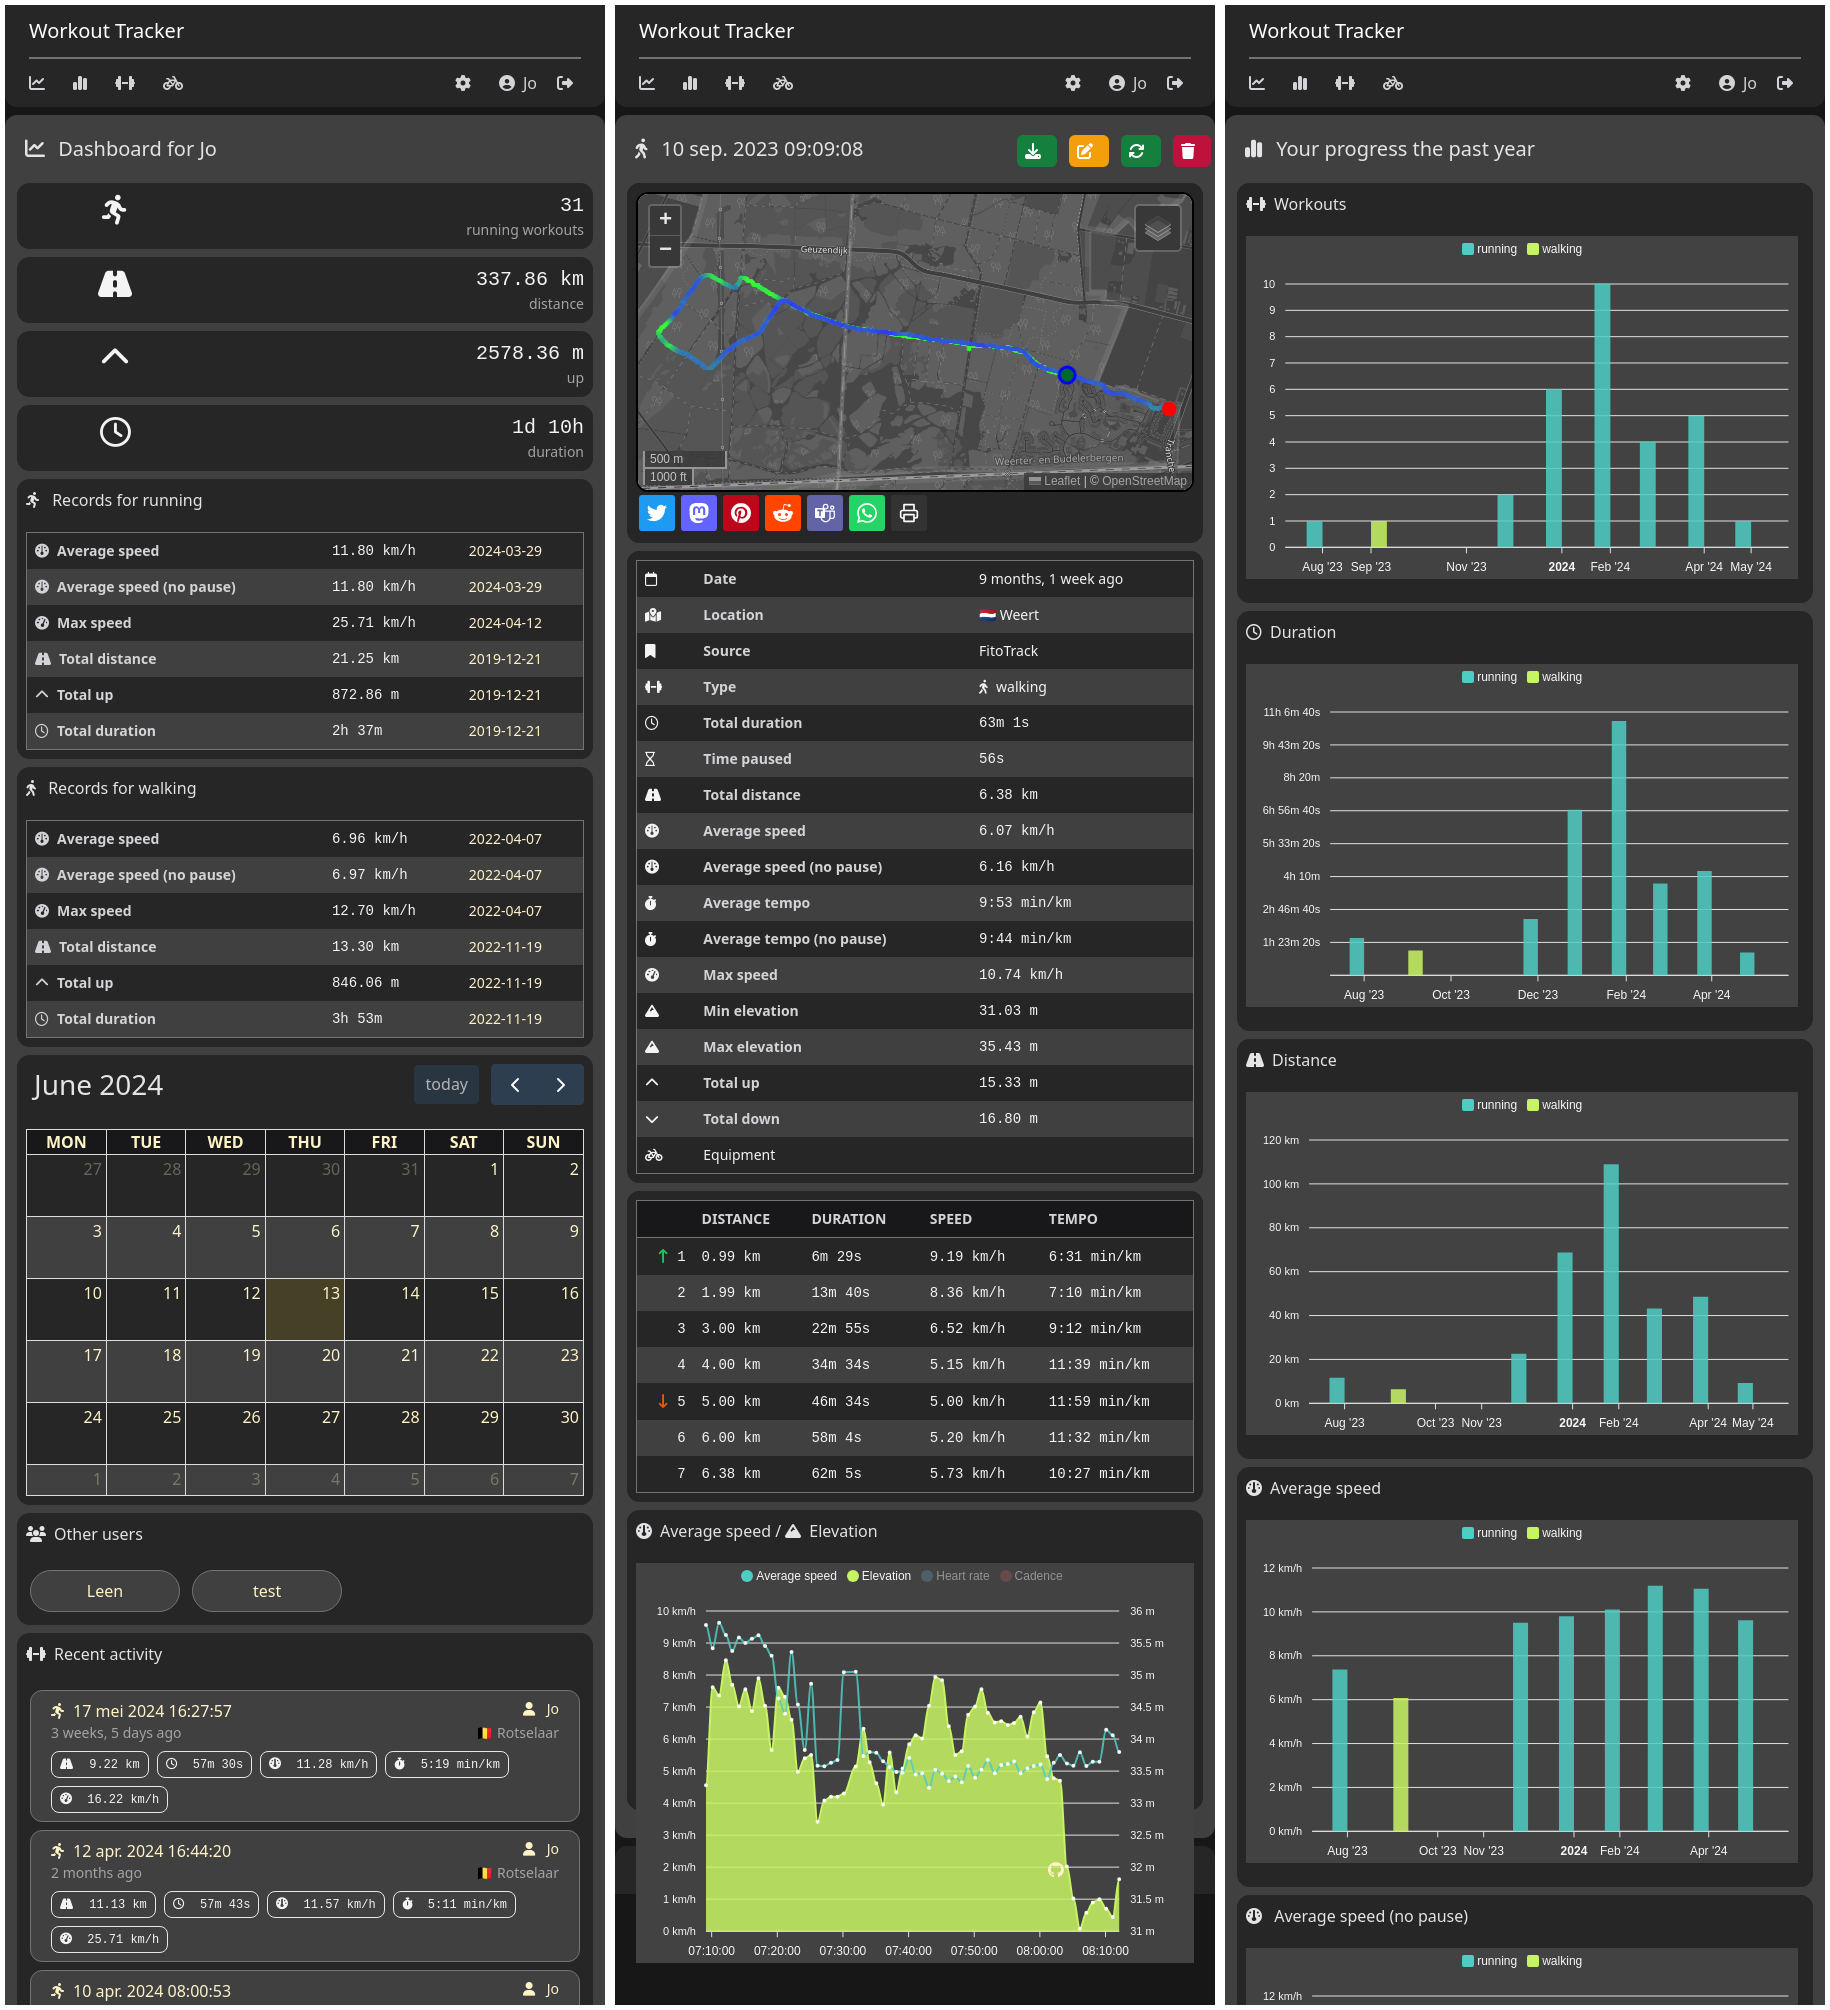 Workout Tracker
Jo
Dashboard for Jo
31
running workouts
337.86 km
distance
2578.36 m
up
1d 10h
duration
Records for running
Average speed 11.80 km/h 2024-03-29
Average speed (no pause) 11.80 km/h 2024-03-29
Max speed 25.71 km/h 2024-04-12
Total distance 21.25 km 2019-12-21
Total up 872.86 m 2019-12-21
Total duration 2h 37m 2019-12-21
Records for walking
Average speed 6.96 km/h 2022-04-07
Average speed (no pause) 6.97 km/h 2022-04-07
Max speed 12.70 km/h 2022-04-07
Total distance 13.30 km 2022-11-19
Total up 846.06 m 2022-11-19
Total duration 3h 53m 2022-11-19
June 2024 today
MON TUE WED THU FRI SAT SUN
27 28 29 30 31 1 2
3 4 5 6 7 8 9
10 11 12 13 14 15 16
17 18 19 20 21 22 23
24 25 26 27 28 29 30
1 2 3 4 5 6 7
Other users
Leen test
Recent activity
17 mei 2024 16:27:57 Jo
3 weeks, 5 days ago Rotselaar
9.22 km 57m 30s 11.28 km/h 5:19 min/km
16.22 km/h
12 apr. 2024 16:44:20 Jo
2 months ago Rotselaar
11.13 km 57m 43s 11.57 km/h 5:11 min/km
25.71 km/h
10 apr. 2024 08:00:53 Jo
Workout Tracker
Jo
10 sep. 2023 09:09:08
+
−
Geuzendijk
Weerter- en Budelerbergen
Tranche
500 m
1000 ft
Leaflet | © OpenStreetMap
Date 9 months, 1 week ago
Location Weert
Source FitoTrack
Type walking
Total duration 63m 1s
Time paused 56s
Total distance 6.38 km
Average speed 6.07 km/h
Average speed (no pause) 6.16 km/h
Average tempo 9:53 min/km
Average tempo (no pause) 9:44 min/km
Max speed 10.74 km/h
Min elevation 31.03 m
Max elevation 35.43 m
Total up 15.33 m
Total down 16.80 m
Equipment
DISTANCE DURATION SPEED TEMPO
1 0.99 km 6m 29s 9.19 km/h 6:31 min/km
2 1.99 km 13m 40s 8.36 km/h 7:10 min/km
3 3.00 km 22m 55s 6.52 km/h 9:12 min/km
4 4.00 km 34m 34s 5.15 km/h 11:39 min/km
5 5.00 km 46m 34s 5.00 km/h 11:59 min/km
6 6.00 km 58m 4s 5.20 km/h 11:32 min/km
7 6.38 km 62m 5s 5.73 km/h 10:27 min/km
Average speed / Elevation
Average speed Elevation Heart rate Cadence
10 km/h 36 m
9 km/h 35.5 m
8 km/h 35 m
7 km/h 34.5 m
6 km/h 34 m
5 km/h 33.5 m
4 km/h 33 m
3 km/h 32.5 m
2 km/h 32 m
1 km/h 31.5 m
0 km/h 31 m
07:10:00 07:20:00 07:30:00 07:40:00 07:50:00 08:00:00 08:10:00
Workout Tracker
Jo
Your progress the past year
Workouts
running walking
10
9
8
7
6
5
4
3
2
1
0
Aug '23 Sep '23 Nov '23 2024 Feb '24 Apr '24 May '24
Duration
running walking
11h 6m 40s
9h 43m 20s
8h 20m
6h 56m 40s
5h 33m 20s
4h 10m
2h 46m 40s
1h 23m 20s
Aug '23 Oct '23 Dec '23 Feb '24 Apr '24
Distance
running walking
120 km
100 km
80 km
60 km
40 km
20 km
0 km
Aug '23 Oct '23 Nov '23 2024 Feb '24 Apr '24 May '24
Average speed
running walking
12 km/h
10 km/h
8 km/h
6 km/h
4 km/h
2 km/h
0 km/h
Aug '23 Oct '23 Nov '23 2024 Feb '24 Apr '24
Average speed (no pause)
running walking
12 km/h